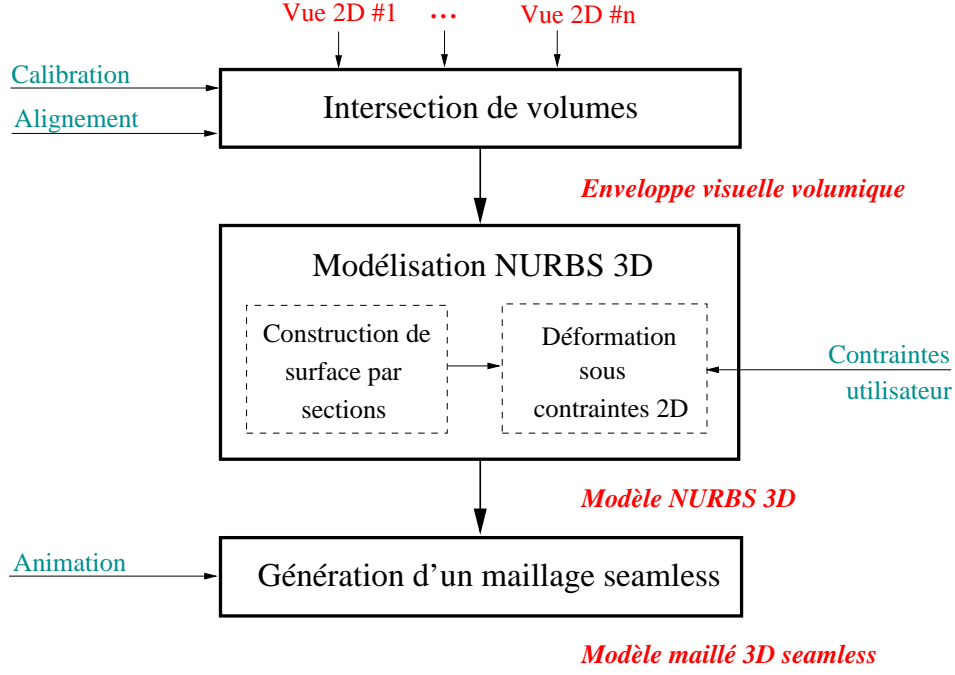 Vue 2D #1 ... Vue 2D #n
Calibration
Alignement
Intersection de volumes
Enveloppe visuelle volumique
Modélisation NURBS 3D
Construction de
surface par
sections
Déformation
sous
contraintes 2D
Contraintes
utilisateur
Modèle NURBS 3D
Animation
Génération d'un maillage seamless
Modèle maillé 3D seamless